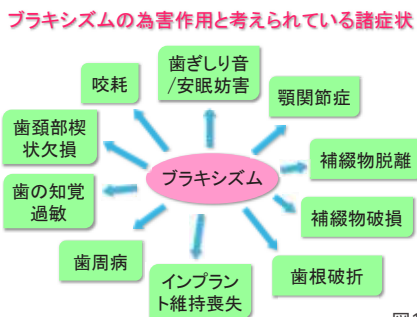 ブラキシズムの為害作用と考えられている諸症状
歯ぎしり音
/安眠妨害
咬耗
顎関節症
歯頚部楔
状欠損
補綴物脱離
ブラキシズム
歯の知覚
過敏
補綴物破損
歯周病
歯根破折
インプラン
ト維持喪失